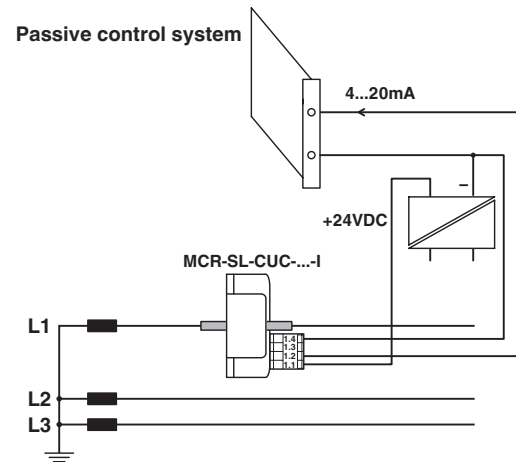 Passive control system
4...20mA
–
+24VDC
MCR-SL-CUC-...-I
L1
1.4
1.3
1.2
1.1
L2
L3